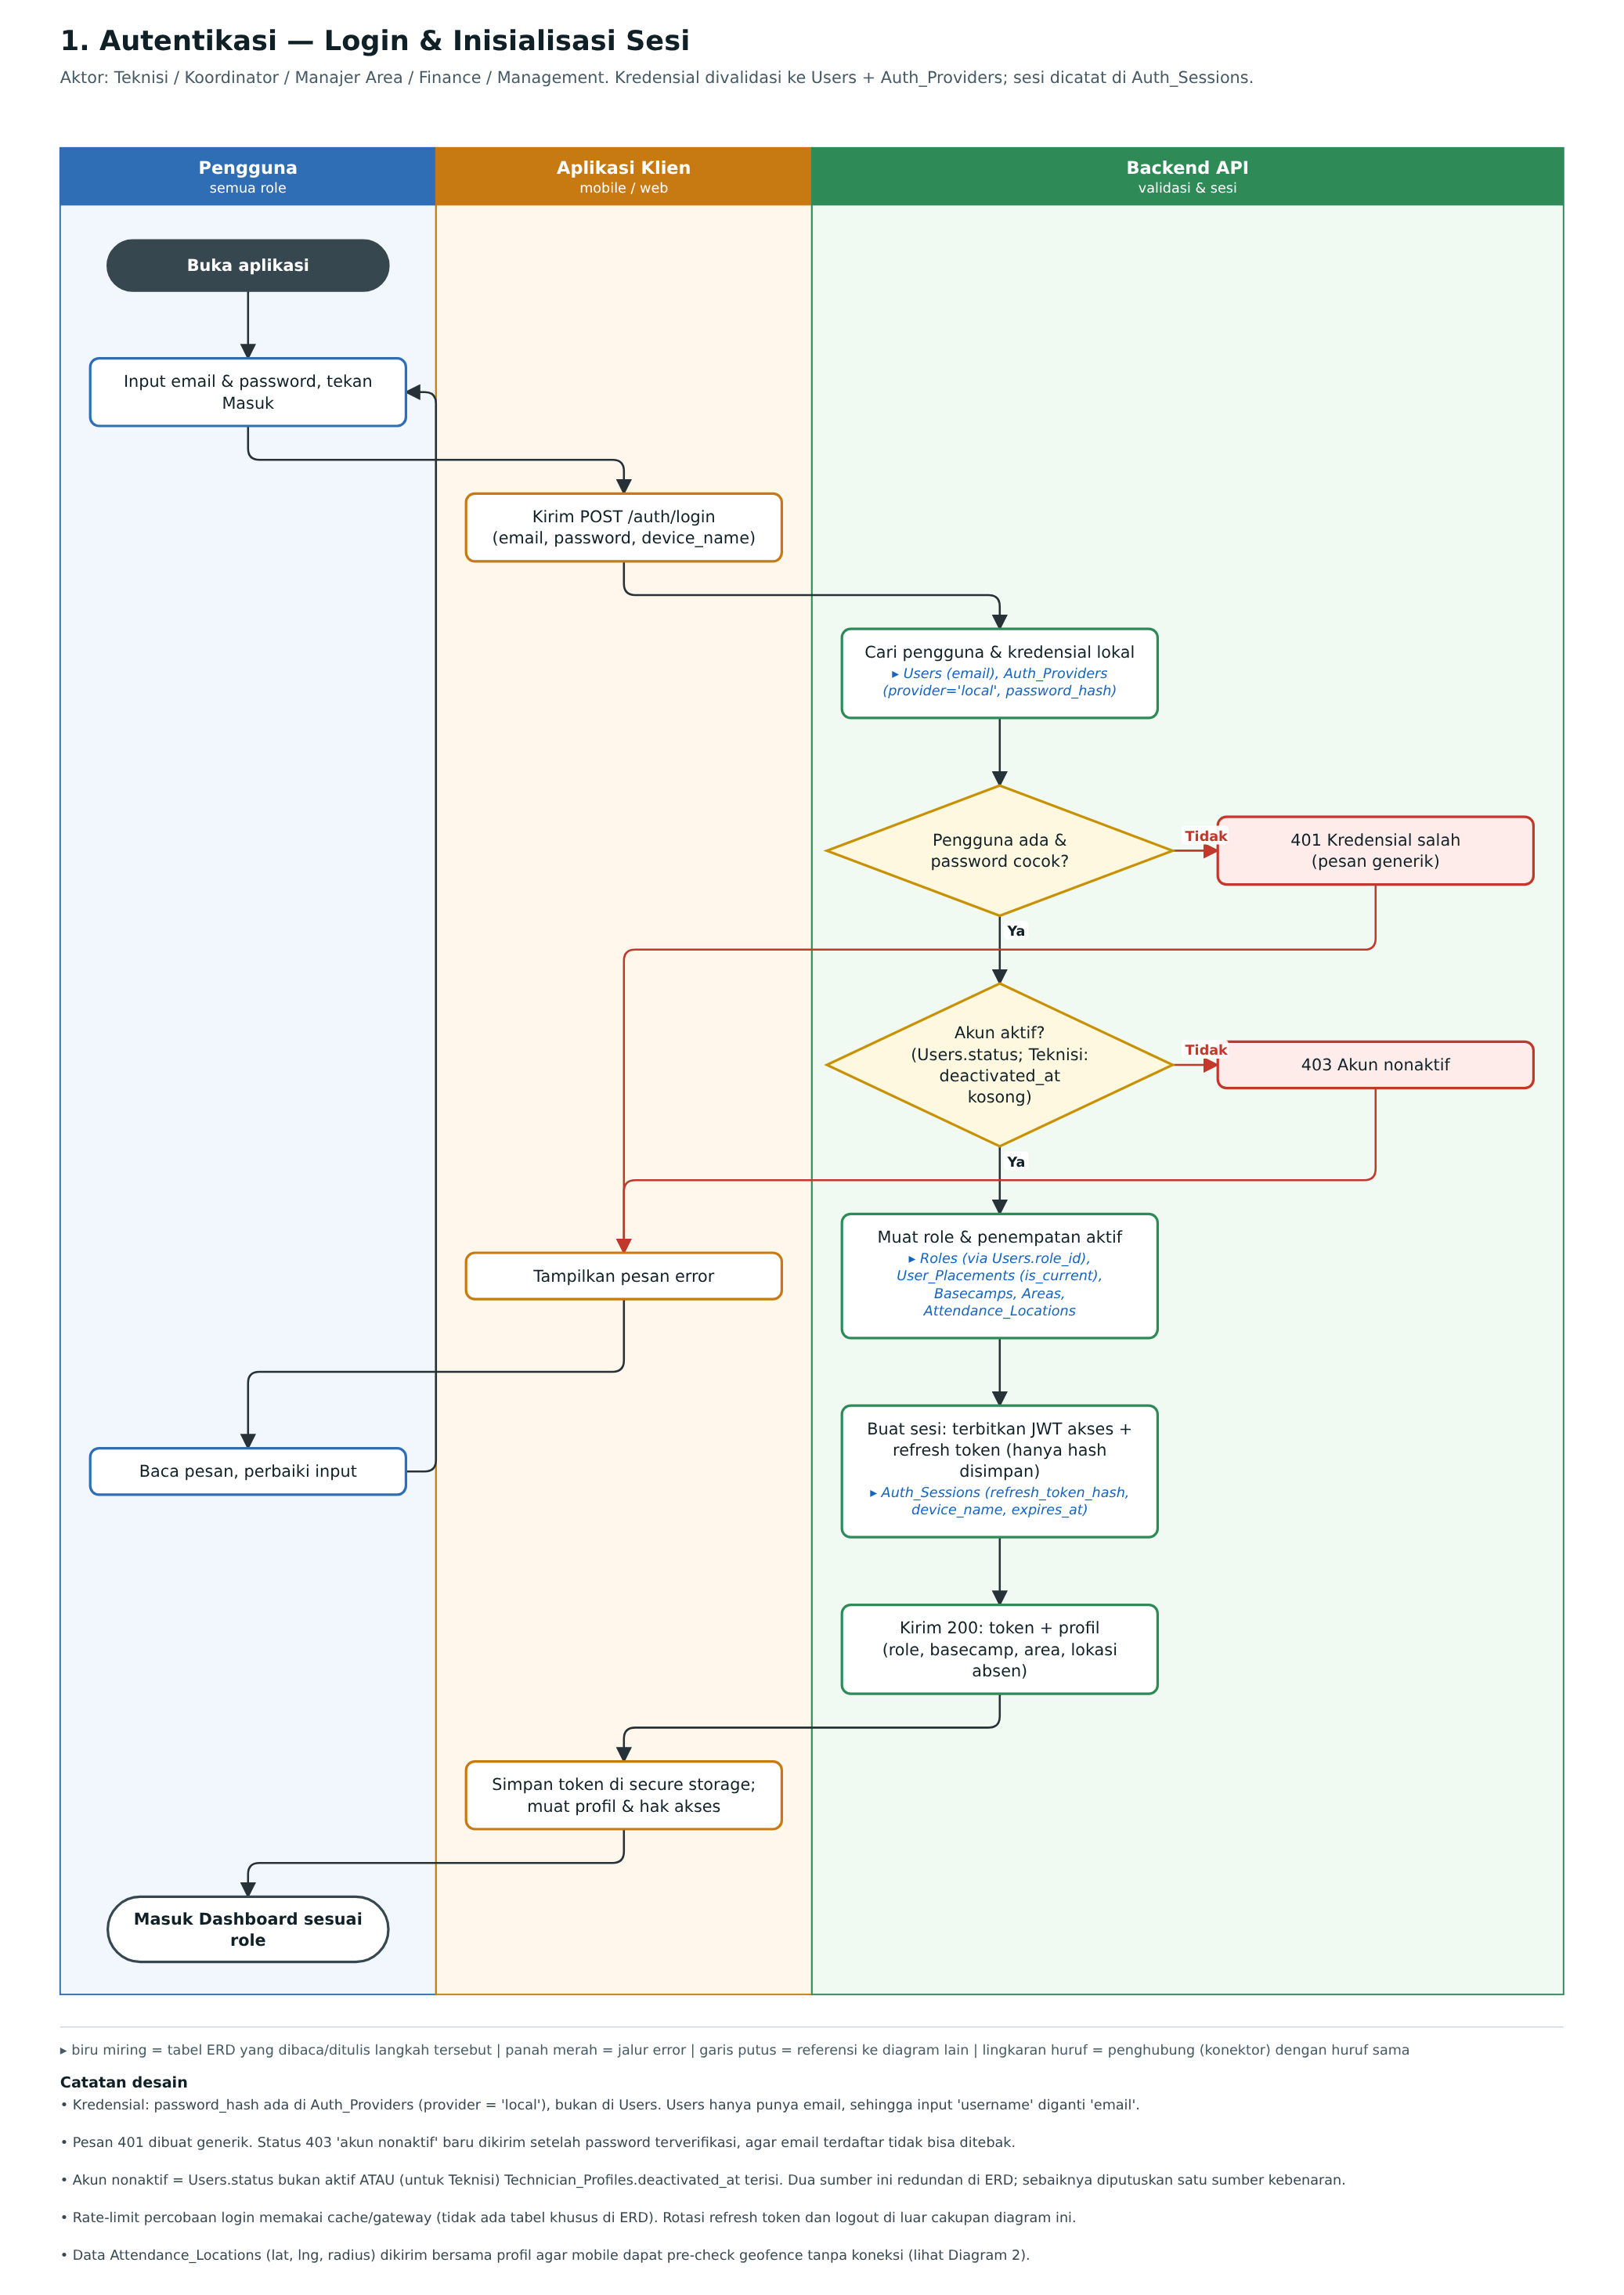 1. Autentikasi — Login & Inisialisasi Sesi
Aktor: Teknisi / Koordinator / Manajer Area / Finance / Management. Kredensial divalidasi ke Users + Auth_Providers; sesi dicatat di Auth_Sessions.
Pengguna
semua role
Aplikasi Klien
mobile / web
Backend API
validasi & sesi
Buka aplikasi
Input email & password, tekan
Masuk
Kirim POST /auth/login
(email, password, device_name)
Cari pengguna & kredensial lokal
▸ Users (email), Auth_Providers
(provider='local', password_hash)
Pengguna ada &
password cocok?
Tidak
401 Kredensial salah
(pesan generik)
Ya
Akun aktif?
(Users.status; Teknisi:
deactivated_at
kosong)
Tidak
403 Akun nonaktif
Ya
Muat role & penempatan aktif
▸ Roles (via Users.role_id),
User_Placements (is_current),
Basecamps, Areas,
Attendance_Locations
Tampilkan pesan error
Baca pesan, perbaiki input
Buat sesi: terbitkan JWT akses +
refresh token (hanya hash
disimpan)
▸ Auth_Sessions (refresh_token_hash,
device_name, expires_at)
Kirim 200: token + profil
(role, basecamp, area, lokasi
absen)
Simpan token di secure storage;
muat profil & hak akses
Masuk Dashboard sesuai
role
▸ biru miring = tabel ERD yang dibaca/ditulis langkah tersebut | panah merah = jalur error | garis putus = referensi ke diagram lain | lingkaran huruf = penghubung (konektor) dengan huruf sama
Catatan desain
• Kredensial: password_hash ada di Auth_Providers (provider = 'local'), bukan di Users. Users hanya punya email, sehingga input 'username' diganti 'email'.
• Pesan 401 dibuat generik. Status 403 'akun nonaktif' baru dikirim setelah password terverifikasi, agar email terdaftar tidak bisa ditebak.
• Akun nonaktif = Users.status bukan aktif ATAU (untuk Teknisi) Technician_Profiles.deactivated_at terisi. Dua sumber ini redundan di ERD; sebaiknya diputuskan satu sumber kebenaran.
• Rate-limit percobaan login memakai cache/gateway (tidak ada tabel khusus di ERD). Rotasi refresh token dan logout di luar cakupan diagram ini.
• Data Attendance_Locations (lat, lng, radius) dikirim bersama profil agar mobile dapat pre-check geofence tanpa koneksi (lihat Diagram 2).